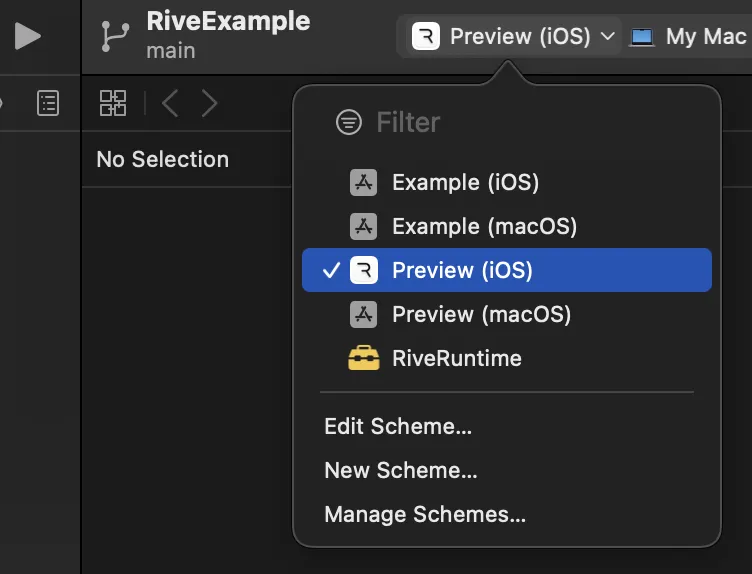 RiveExample
main
Preview (iOS)
My Mac
Filter
No Selection
Example (iOS)
Example (macOS)
Preview (iOS)
Preview (macOS)
RiveRuntime
Edit Scheme...
New Scheme...
Manage Schemes...